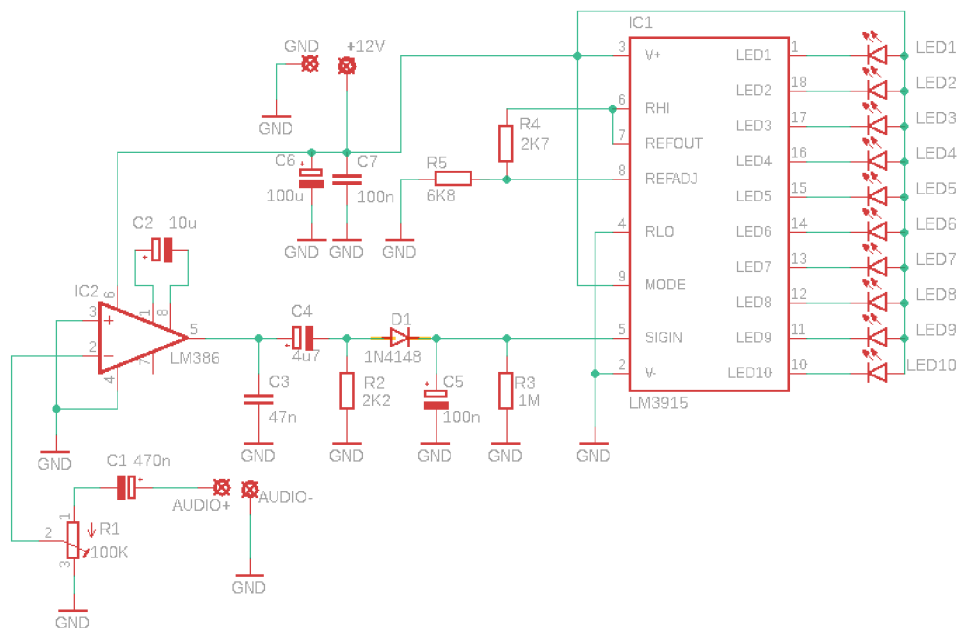 GND
+12V
GND
C6
+
100u
GND
C7
100n
GND
C2
10u
+
IC2
6
3
+
2
−
1
8
5
LM386
7
4
GND
C4
+
4u7
C3
47n
GND
R2
2K2
GND
D1
1N4148
+
C5
100n
GND
R3
1M
GND
R4
2K7
R5
6K8
GND
IC1
3
V+
6
RHI
7
REFOUT
8
REFADJ
4
RLO
9
MODE
5
SIGIN
2
V-
LM3915
GND
LED1
1
LED1
LED2
18
LED2
LED3
17
LED3
LED4
16
LED4
LED5
15
LED5
LED6
14
LED6
LED7
13
LED7
LED8
12
LED8
LED9
11
LED9
LED10
10
LED10
C1 470n
+
AUDIO+
AUDIO-
GND
1
2
3
R1
100K
GND